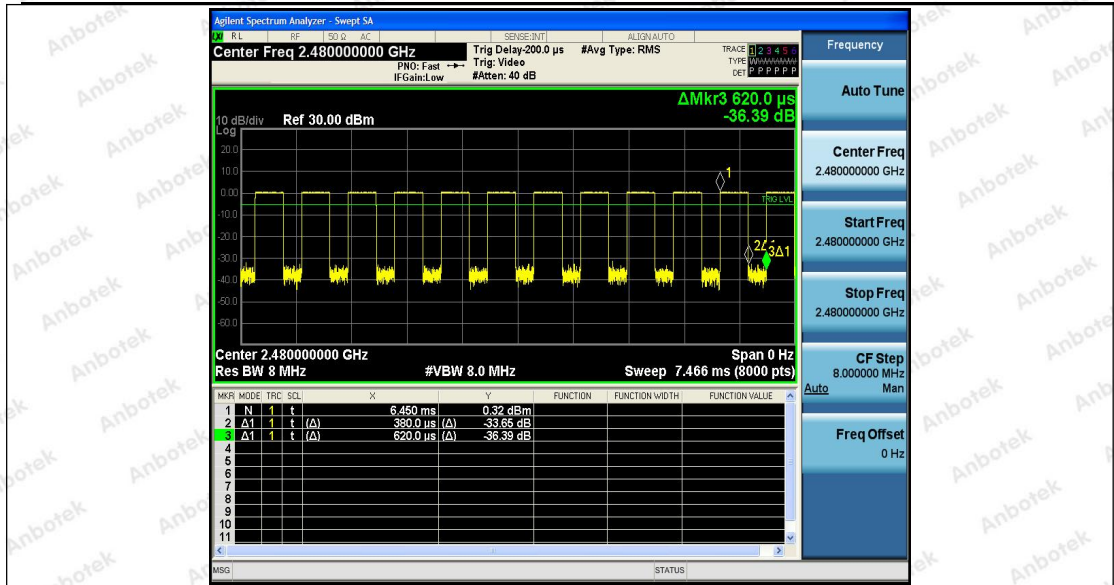 Agilent Spectrum Analyzer - Swept SA
RL RF 50 Ω AC SENSE:INT ALIGNAUTO
Center Freq 2.480000000 GHz
PNO: Fast
IFGain:Low
Trig Delay-200.0 µs
Trig: Video
#Atten: 40 dB
#Avg Type: RMS
TRACE 1 2 3 4 5 6
TYPE
DET P P P P P P
ΔMkr3 620.0 µs
-36.39 dB
10 dB/div
Log
Ref 30.00 dBm
20.0
10.0
0.00
-10.0
-20.0
-30.0
-40.0
-50.0
-60.0
1
TRIG LVL
3Δ1
Center 2.480000000 GHz
Span 0 Hz
Res BW 8 MHz
#VBW 8.0 MHz
Sweep 7.466 ms (8000 pts)
MKR MODE TRC SCL X Y FUNCTION FUNCTION WIDTH FUNCTION VALUE
1 N 1 t 6.450 ms 0.32 dBm
2 Δ1 1 t (Δ) 380.0 µs (Δ) -33.65 dB
3 Δ1 1 t (Δ) 620.0 µs (Δ) -36.39 dB
4
5
6
7
8
9
10
11
MSG
STATUS
Frequency
Auto Tune
Center Freq
2.480000000 GHz
Start Freq
2.480000000 GHz
Stop Freq
2.480000000 GHz
CF Step
8.000000 MHz
Auto Man
Freq Offset
0 Hz
Anbotek